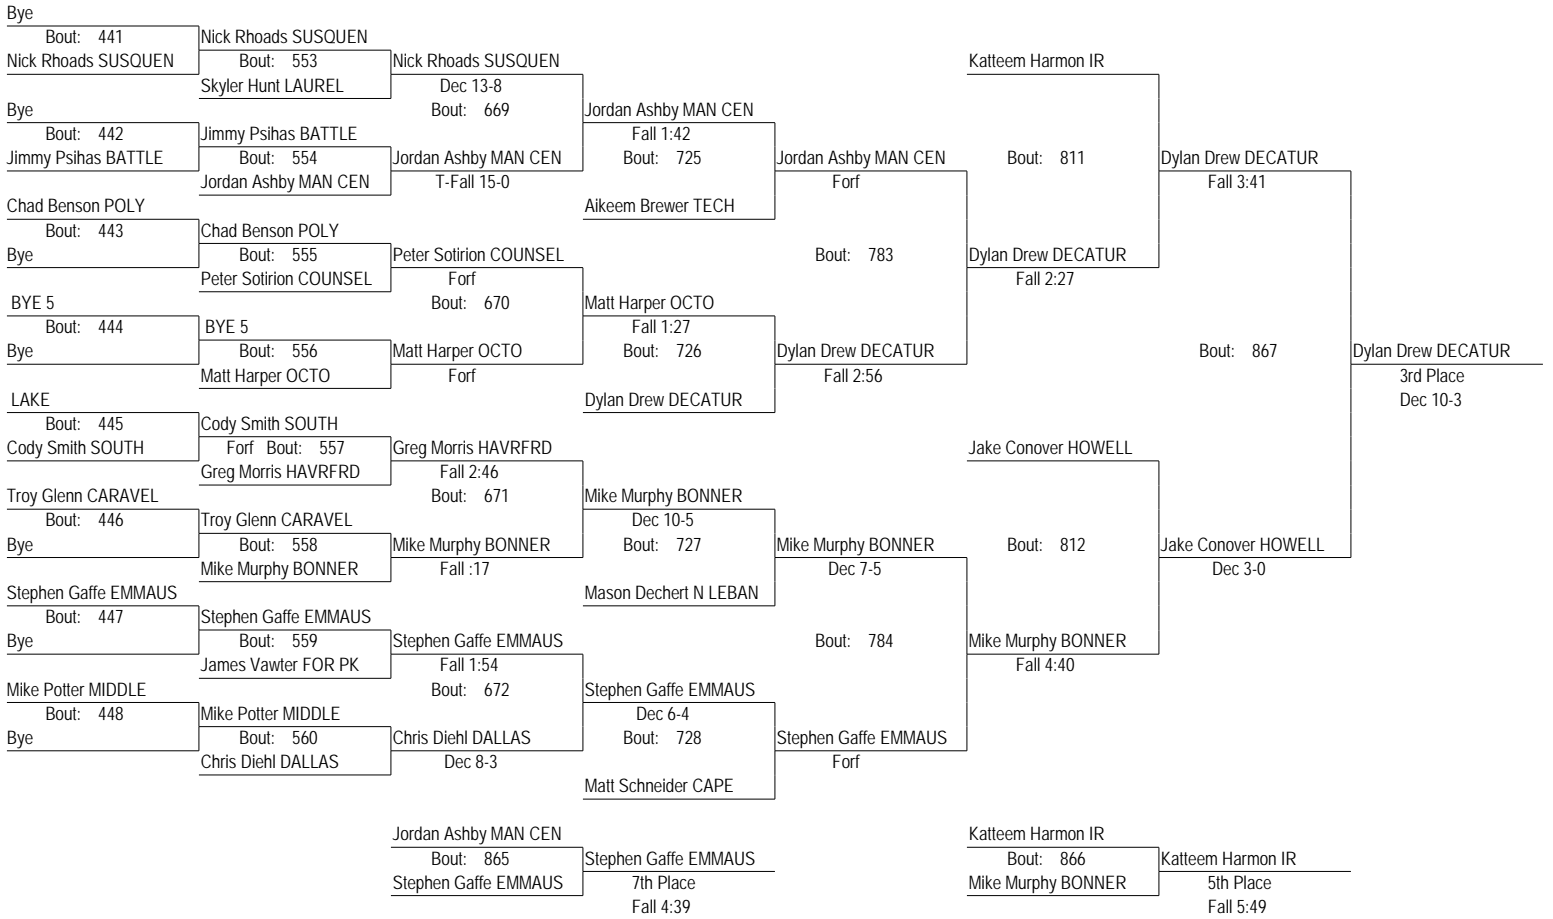 Bye
Bout: 441
Nick Rhoads SUSQUEN
Bye
Bout: 442
Jimmy Psihas BATTLE
Chad Benson POLY
Bout: 443
Bye
BYE 5
Bout: 444
Bye
LAKE
Bout: 445
Cody Smith SOUTH
Troy Glenn CARAVEL
Bout: 446
Bye
Stephen Gaffe EMMAUS
Bout: 447
Bye
Mike Potter MIDDLE
Bout: 448
Bye
Nick Rhoads SUSQUEN
Bout: 553
Skyler Hunt LAUREL
Jimmy Psihas BATTLE
Bout: 554
Jordan Ashby MAN CEN
Chad Benson POLY
Bout: 555
Peter Sotirion COUNSEL
BYE 5
Bout: 556
Matt Harper OCTO
Cody Smith SOUTH
Forf Bout: 557
Greg Morris HAVRFRD
Troy Glenn CARAVEL
Bout: 558
Mike Murphy BONNER
Stephen Gaffe EMMAUS
Bout: 559
James Vawter FOR PK
Mike Potter MIDDLE
Bout: 560
Chris Diehl DALLAS
Nick Rhoads SUSQUEN
Dec 13-8
Bout: 669
Jordan Ashby MAN CEN
T-Fall 15-0
Peter Sotirion COUNSEL
Forf
Bout: 670
Matt Harper OCTO
Forf
Greg Morris HAVRFRD
Fall 2:46
Bout: 671
Mike Murphy BONNER
Fall :17
Stephen Gaffe EMMAUS
Fall 1:54
Bout: 672
Chris Diehl DALLAS
Dec 8-3
Jordan Ashby MAN CEN
Fall 1:42
Bout: 725
Aikeem Brewer TECH
Matt Harper OCTO
Fall 1:27
Bout: 726
Dylan Drew DECATUR
Mike Murphy BONNER
Dec 10-5
Bout: 727
Mason Dechert N LEBAN
Stephen Gaffe EMMAUS
Dec 6-4
Bout: 728
Matt Schneider CAPE
Jordan Ashby MAN CEN
Forf
Bout: 783
Dylan Drew DECATUR
Fall 2:56
Mike Murphy BONNER
Dec 7-5
Bout: 784
Stephen Gaffe EMMAUS
Forf
Katteem Harmon IR
Bout: 811
Dylan Drew DECATUR
Fall 2:27
Jake Conover HOWELL
Bout: 812
Mike Murphy BONNER
Fall 4:40
Dylan Drew DECATUR
Fall 3:41
Bout: 867
Jake Conover HOWELL
Dec 3-0
Dylan Drew DECATUR
3rd Place
Dec 10-3
Jordan Ashby MAN CEN
Bout: 865
Stephen Gaffe EMMAUS
Stephen Gaffe EMMAUS
7th Place
Fall 4:39
Katteem Harmon IR
Bout: 866
Mike Murphy BONNER
Katteem Harmon IR
5th Place
Fall 5:49